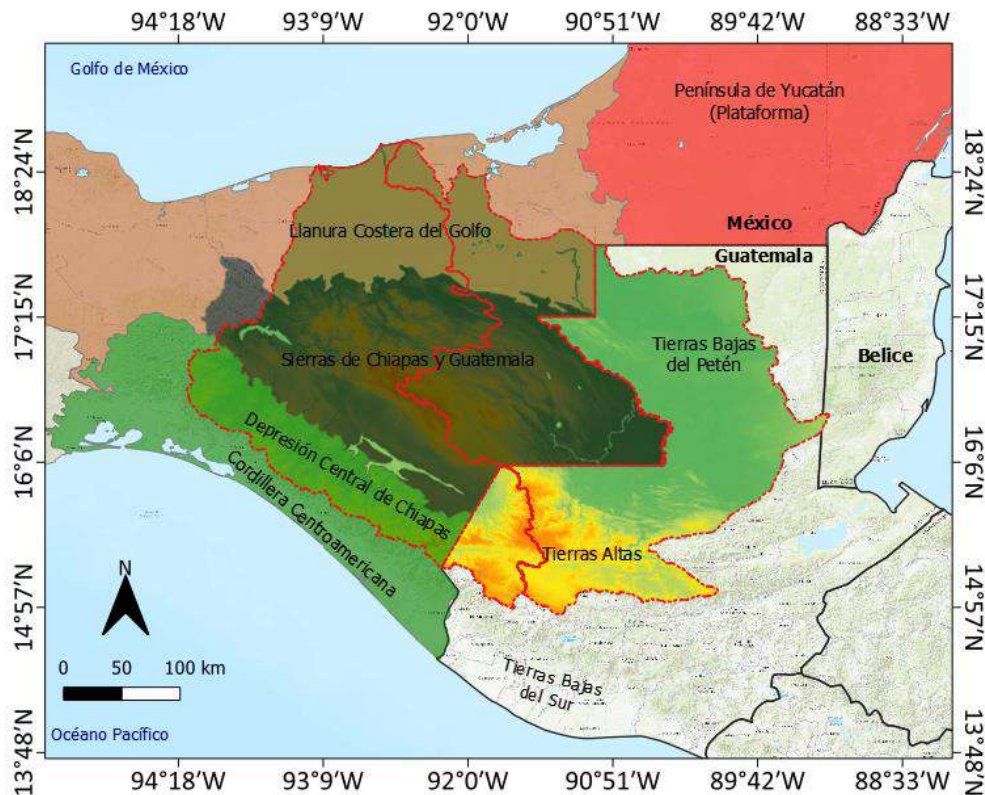 94°18'W 93°9'W 92°0'W 90°51'W 89°42'W 88°33'W
Golfo de México
Península de Yucatán
(Plataforma)
18°24'N
18°24'N
Llanura Costera del Golfo
México
Guatemala
17°15'N
17°15'N
Tierras Bajas
del Petén
Belice
Sierras de Chiapas y Guatemala
Depresión Central de Chiapas
16°6'N
16°6'N
Cordillera Centroamericana
Tierras Altas
N
14°57'N
14°57'N
0 50 100 km
Tierras Bajas
del Sur
Océano Pacífico
13°48'N
13°48'N
94°18'W 93°9'W 92°0'W 90°51'W 89°42'W 88°33'W